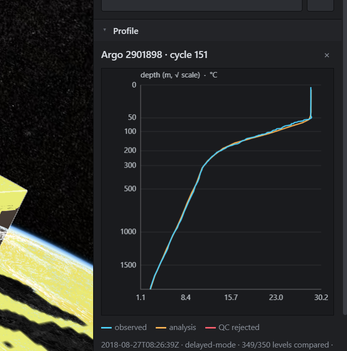 Profile
Argo 2901898 · cycle 151 ×
depth (m, √ scale) · °C
0
50
100
200
300
500
1000
1500
1.1 8.4 15.7 23.0 30.2
observed analysis QC rejected
2018-08-27T08:26:39Z · delayed-mode · 349/350 levels compared ·